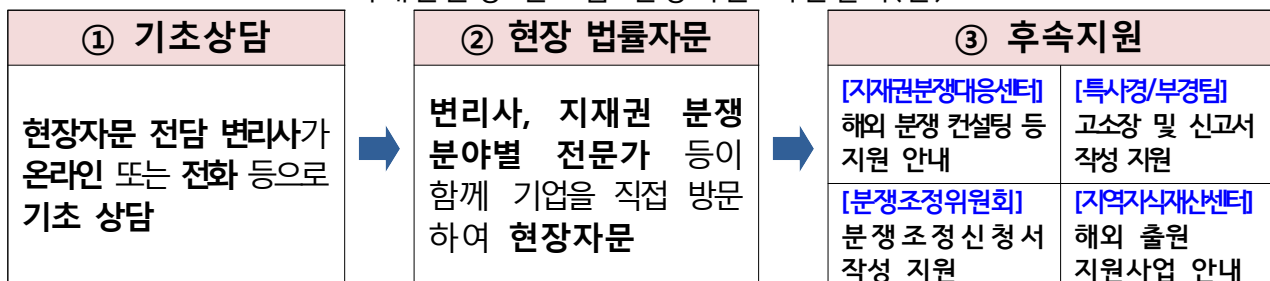 ① 기초상담
현장자문 전담 변리사가
온라인 또는 전화 등으로
기초 상담
② 현장 법률자문
변리사, 지재권 분쟁
분야별 전문가 등이
함께 기업을 직접 방문
하여 현장자문
③ 후속지원
[지재권분쟁대응센터]
해외 분쟁 컨설팅 등
지원 안내
[특사경/부경팀]
고소장 및 신고서
작성 지원
[분쟁조정위원회]
분쟁조정신청서
작성 지원
[지역지식재산센터]
해외 출원
지원사업 안내